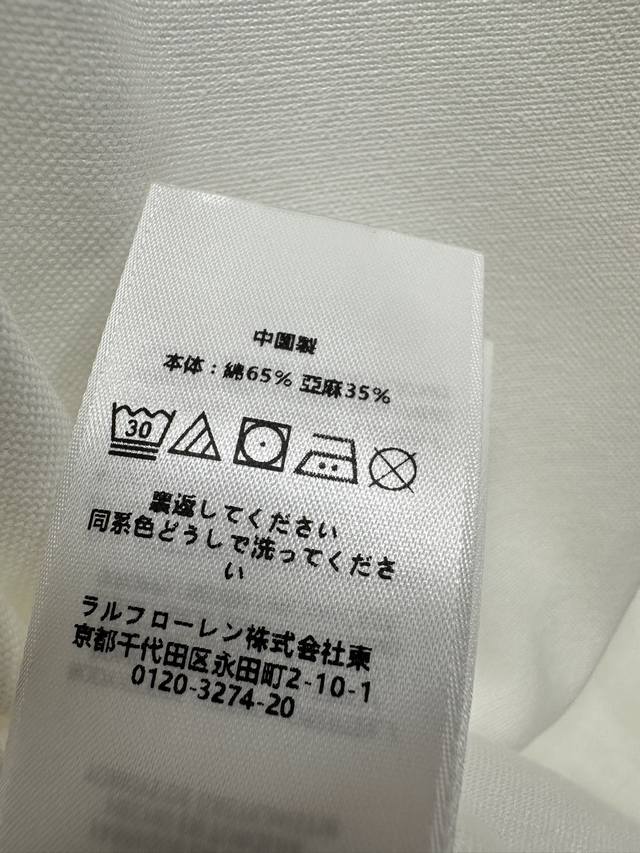 中國製
本体：綿65% 亞麻35%
30
裏返してください
同系色どうしで洗ってくださ
い
ラルフローレン株式会社東
京都千代田区永田町2-10-1
0120-3274-20